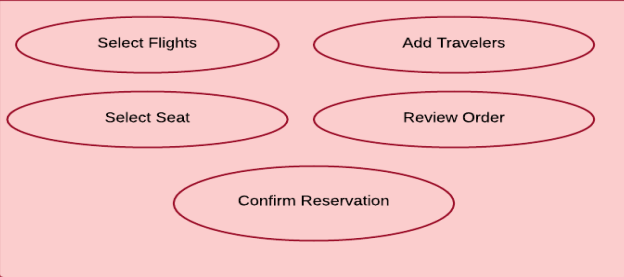 Select Flights
Add Travelers
Select Seat
Review Order
Confirm Reservation